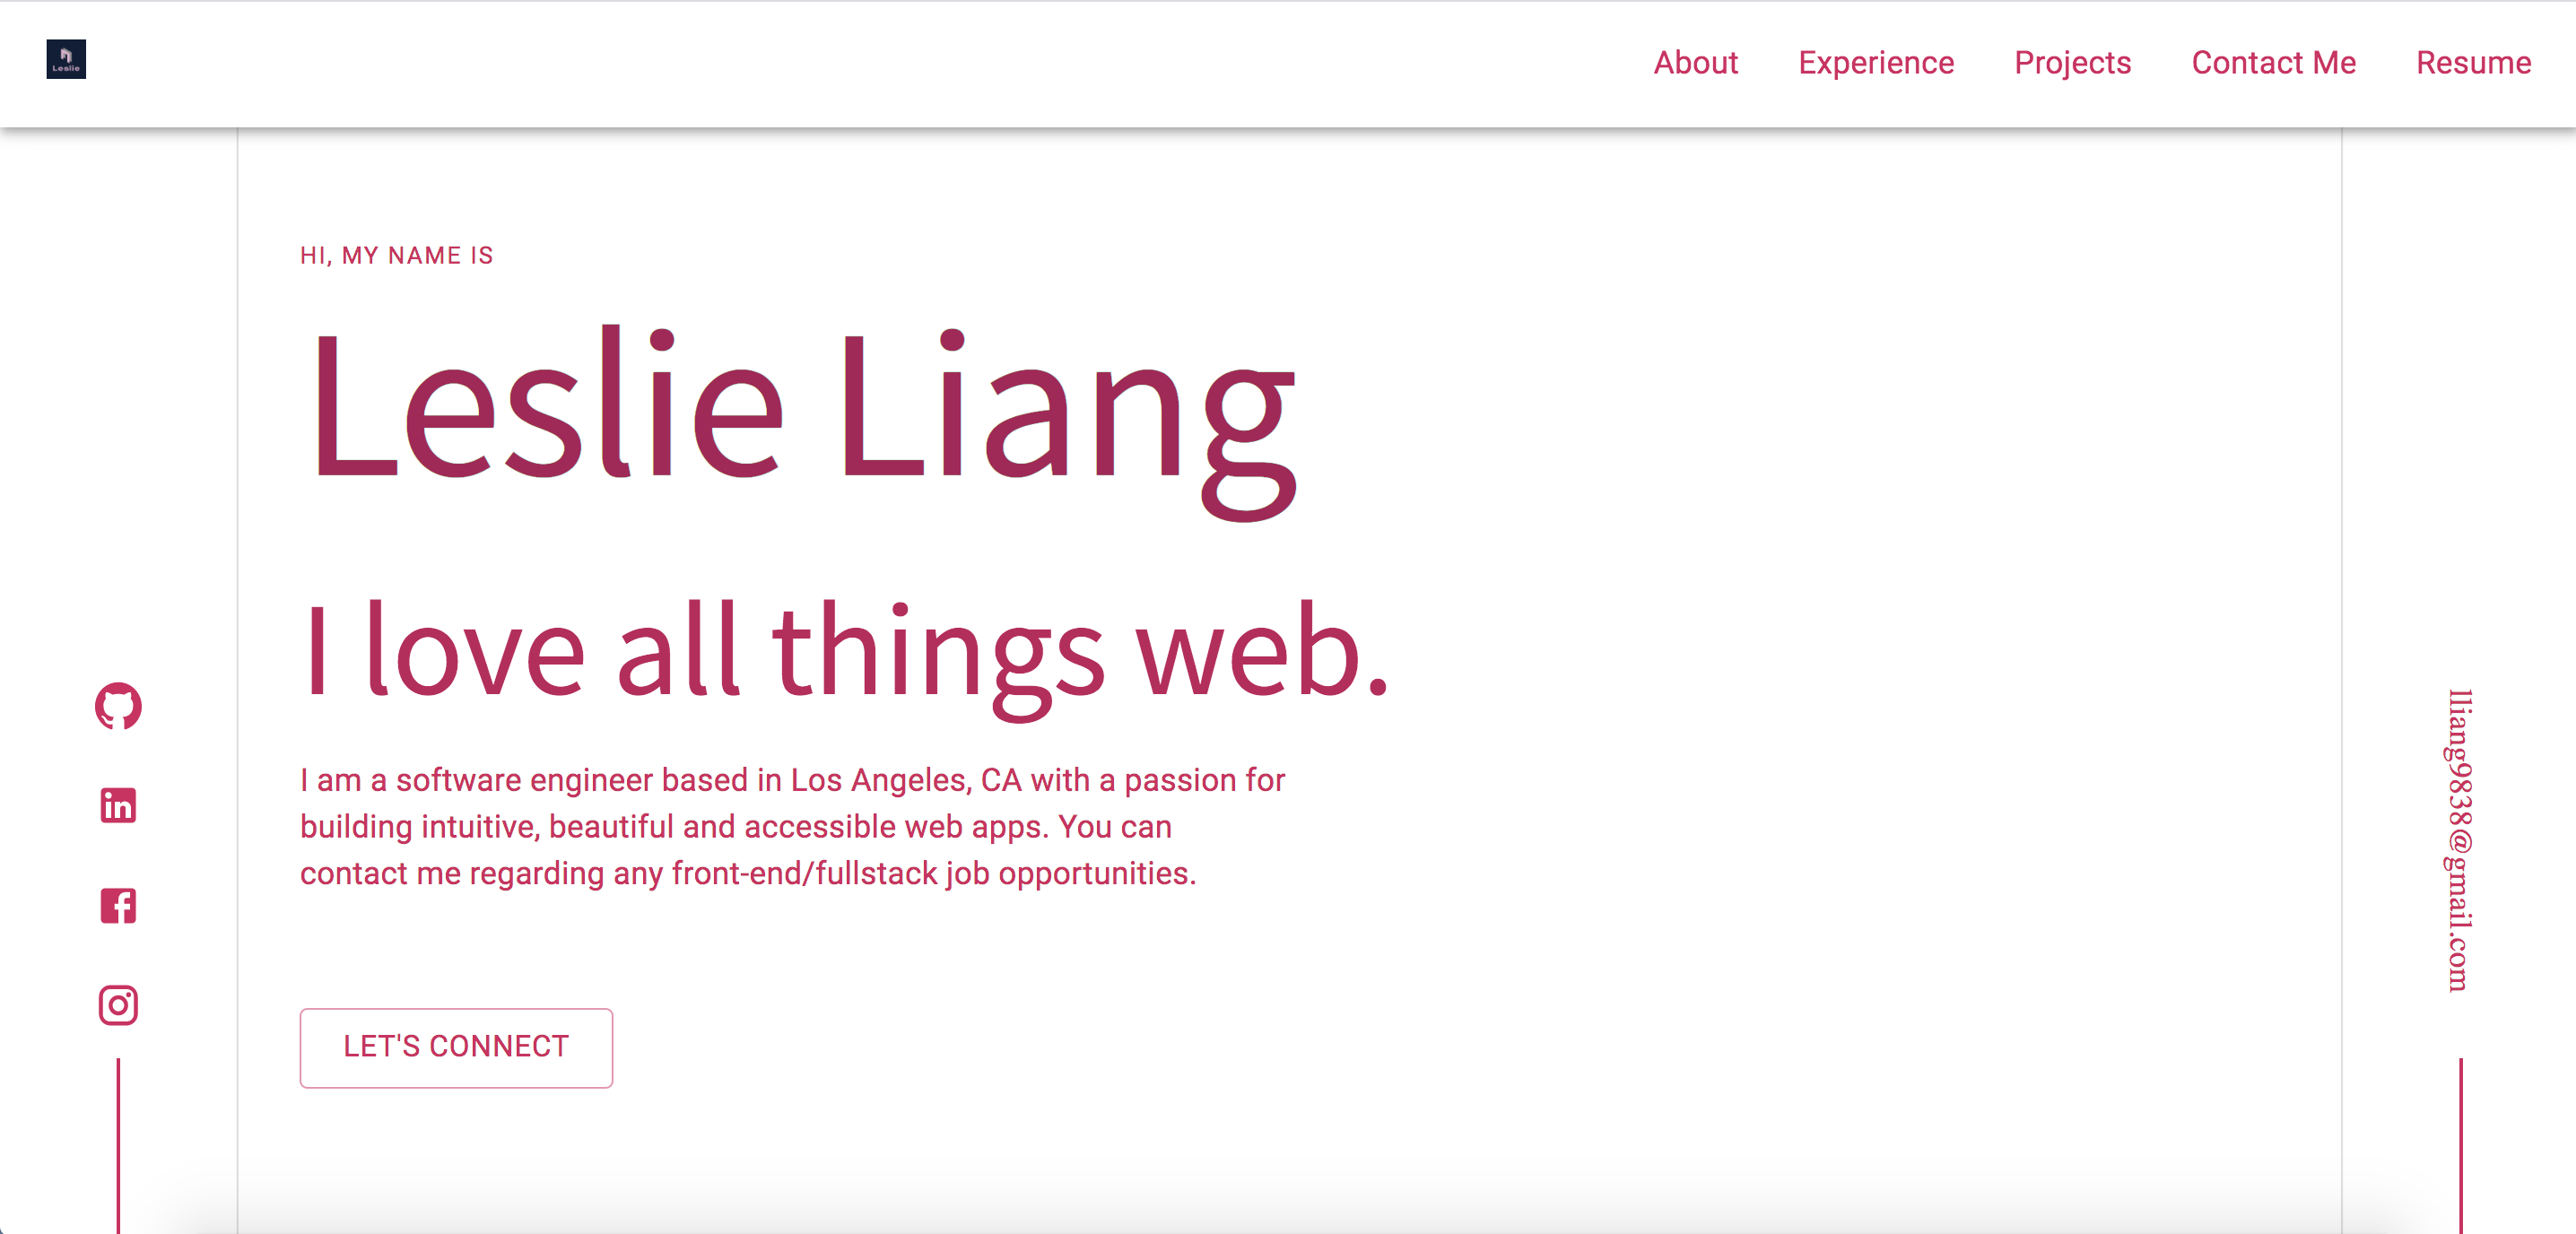 Leslie
About
Experience
Projects
Contact Me
Resume
HI, MY NAME IS
Leslie Liang
I love all things web.
I am a software engineer based in Los Angeles, CA with a passion for
building intuitive, beautiful and accessible web apps. You can
contact me regarding any front-end/fullstack job opportunities.
LET'S CONNECT
lliang9838@gmail.com